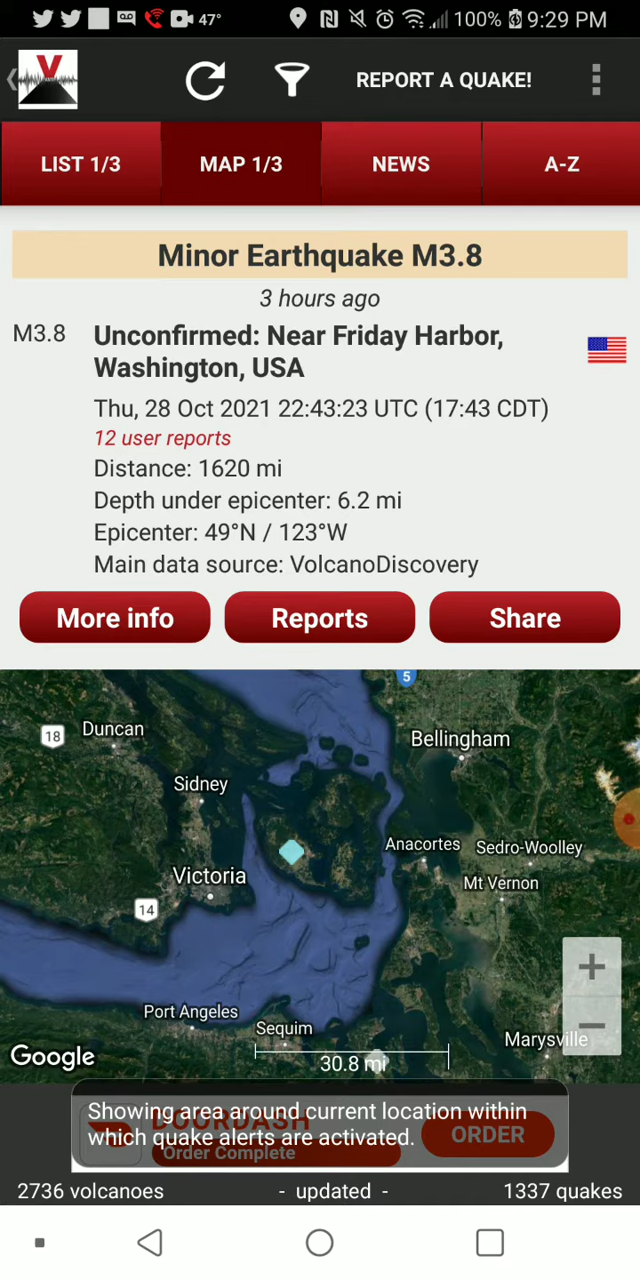 47°
100%
9:29 PM
V
REPORT A QUAKE!
LIST 1/3
MAP 1/3
NEWS
A-Z
Minor Earthquake M3.8
3 hours ago
M3.8
Unconfirmed: Near Friday Harbor,
Washington, USA
Thu, 28 Oct 2021 22:43:23 UTC (17:43 CDT)
12 user reports
Distance: 1620 mi
Depth under epicenter: 6.2 mi
Epicenter: 49°N / 123°W
Main data source: VolcanoDiscovery
More info
Reports
Share
5
18
Duncan
Bellingham
Sidney
Anacortes
Sedro-Woolley
Victoria
Mt Vernon
14
+
Port Angeles
Sequim
Marysville
−
Google
30.8 mi
Showing area around current location within
which quake alerts are activated.
DOORDASH
ORDER
Order Complete
2736 volcanoes
- updated -
1337 quakes